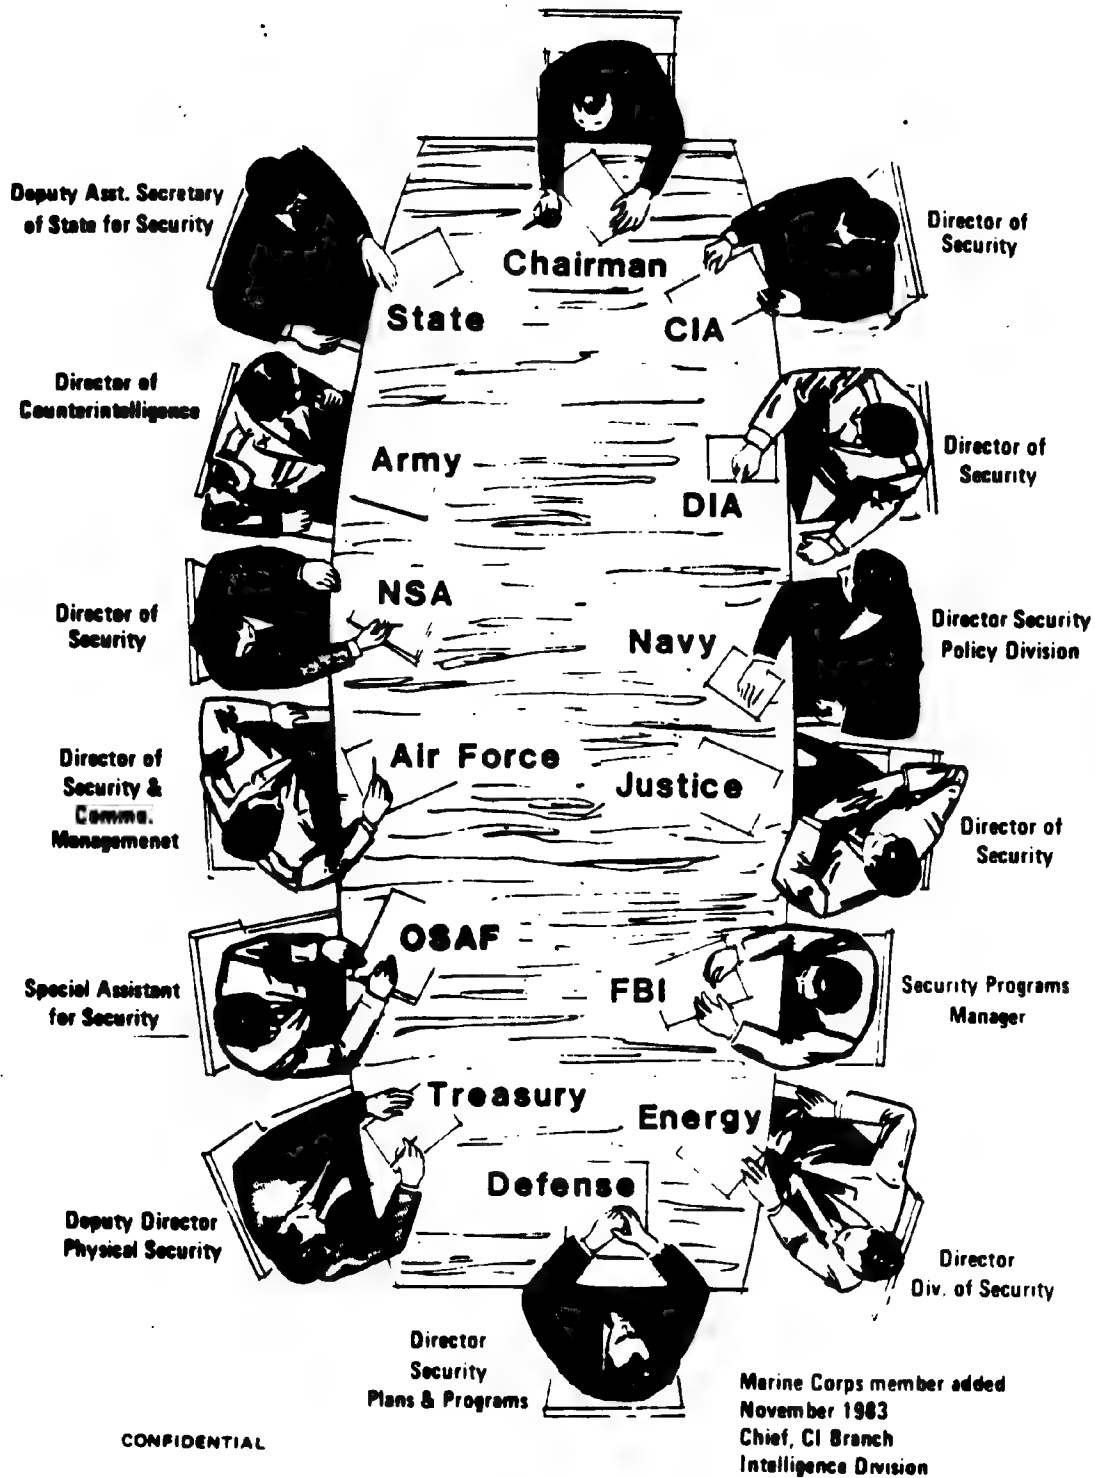 Chairman
Deputy Asst. Secretary
of State for Security
State
Director of
Security
CIA
Director of
Counterintelligence
Army
Director of
Security
DIA
Director of
Security
NSA
Director Security
Policy Division
Navy
Director of
Security &
Comms.
Managemenet
Air Force
Director of
Security
Justice
Special Assistant
for Security
OSAF
Security Programs
Manager
FBI
Deputy Director
Physical Security
Treasury
Director
Div. of Security
Energy
Defense
Director
Security
Plans & Programs
Marine Corps member added
November 1983
Chief, CI Branch
Intelligence Division
CONFIDENTIAL